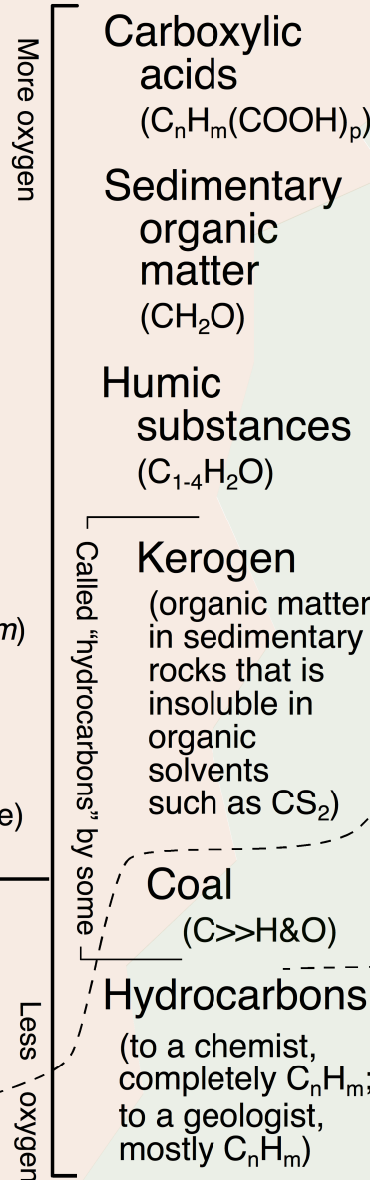 More oxygen
Carboxylic
acids
(CₙHₘ(COOH)ₚ)
Sedimentary
organic
matter
(CH₂O)
Humic
substances
(C₁₋₄H₂O)
Called “hydrocarbons” by some
Kerogen
(organic matter
in sedimentary
rocks that is
insoluble in
organic
solvents
such as CS₂)
m)
e)
Coal
(C>>H&O)
Less oxygen
Hydrocarbons
(to a chemist,
completely CₙHₘ;
to a geologist,
mostly CₙHₘ)